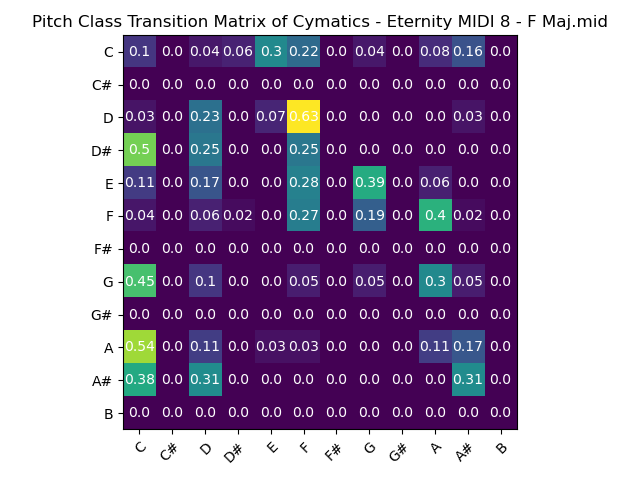 Pitch Class Transition Matrix of Cymatics - Eternity MIDI 8 - F Maj.mid
C 0.1 0.0 0.04 0.06 0.3 0.22 0.0 0.04 0.0 0.08 0.16 0.0
C# 0.0 0.0 0.0 0.0 0.0 0.0 0.0 0.0 0.0 0.0 0.0 0.0
D 0.03 0.0 0.23 0.0 0.07 0.63 0.0 0.0 0.0 0.0 0.03 0.0
D# 0.5 0.0 0.25 0.0 0.0 0.25 0.0 0.0 0.0 0.0 0.0 0.0
E 0.11 0.0 0.17 0.0 0.0 0.28 0.0 0.39 0.0 0.06 0.0 0.0
F 0.04 0.0 0.06 0.02 0.0 0.27 0.0 0.19 0.0 0.4 0.02 0.0
F# 0.0 0.0 0.0 0.0 0.0 0.0 0.0 0.0 0.0 0.0 0.0 0.0
G 0.45 0.0 0.1 0.0 0.0 0.05 0.0 0.05 0.0 0.3 0.05 0.0
G# 0.0 0.0 0.0 0.0 0.0 0.0 0.0 0.0 0.0 0.0 0.0 0.0
A 0.54 0.0 0.11 0.0 0.03 0.03 0.0 0.0 0.0 0.11 0.17 0.0
A# 0.38 0.0 0.31 0.0 0.0 0.0 0.0 0.0 0.0 0.0 0.31 0.0
B 0.0 0.0 0.0 0.0 0.0 0.0 0.0 0.0 0.0 0.0 0.0 0.0
C C# D D# E F F# G G# A A# B